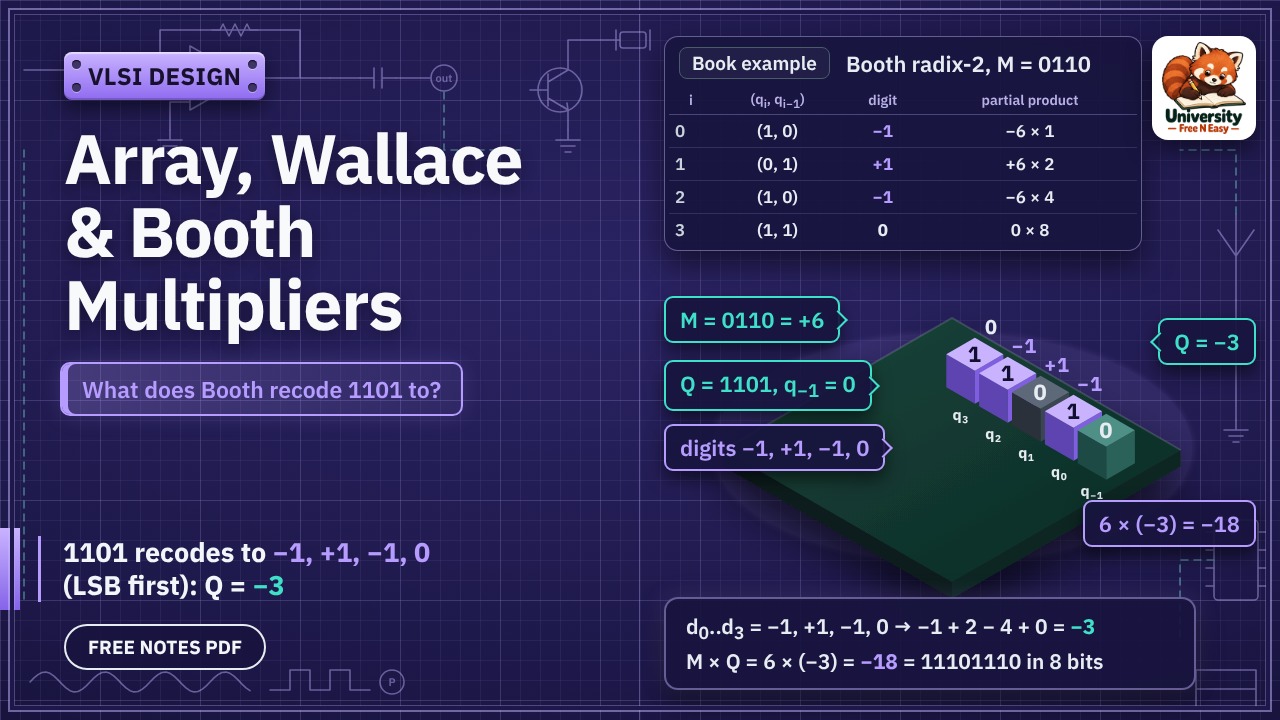 VLSI DESIGN
Array, Wallace
& Booth
Multipliers
What does Booth recode 1101 to?
1101 recodes to −1, +1, −1, 0
(LSB first): Q = −3
FREE NOTES PDF
out
P
Book example Booth radix-2, M = 0110
i (qᵢ, qᵢ₋₁) digit partial product
0 (1, 0) −1 −6 × 1
1 (0, 1) +1 +6 × 2
2 (1, 0) −1 −6 × 4
3 (1, 1) 0 0 × 8
University
Free N Easy
M = 0110 = +6
Q = 1101, q₋₁ = 0
digits −1, +1, −1, 0
Q = −3
0 −1 +1 −1
1 1 0 1 0
q₃ q₂ q₁ q₀ q₋₁
6 × (−3) = −18
d₀..d₃ = −1, +1, −1, 0 → −1 + 2 − 4 + 0 = −3
M × Q = 6 × (−3) = −18 = 11101110 in 8 bits